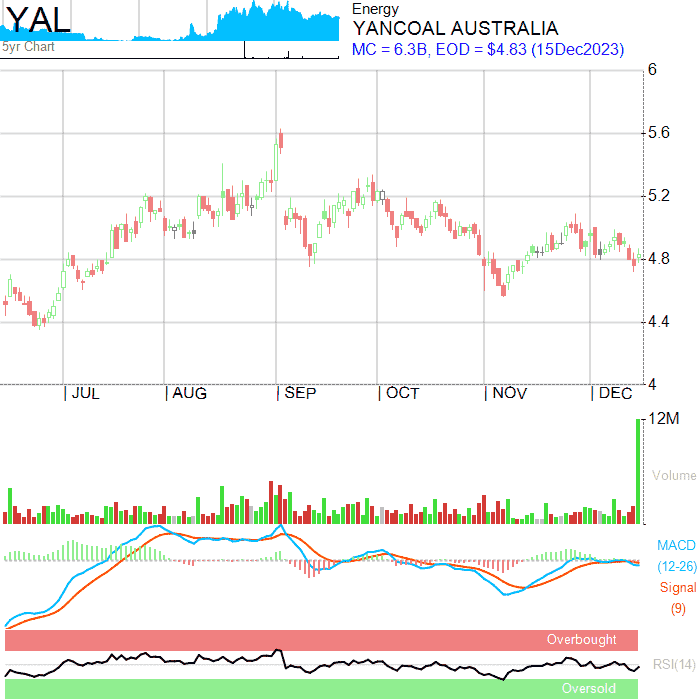 YAL
5yr Chart
Energy
YANCOAL AUSTRALIA
MC = 6.3B, EOD = $4.83 (15Dec2023)
6
5.6
5.2
4.8
4.4
4
JUL AUG SEP OCT NOV DEC
12M
Volume
MACD
(12-26)
Signal
(9)
Overbought
RSI(14)
Oversold